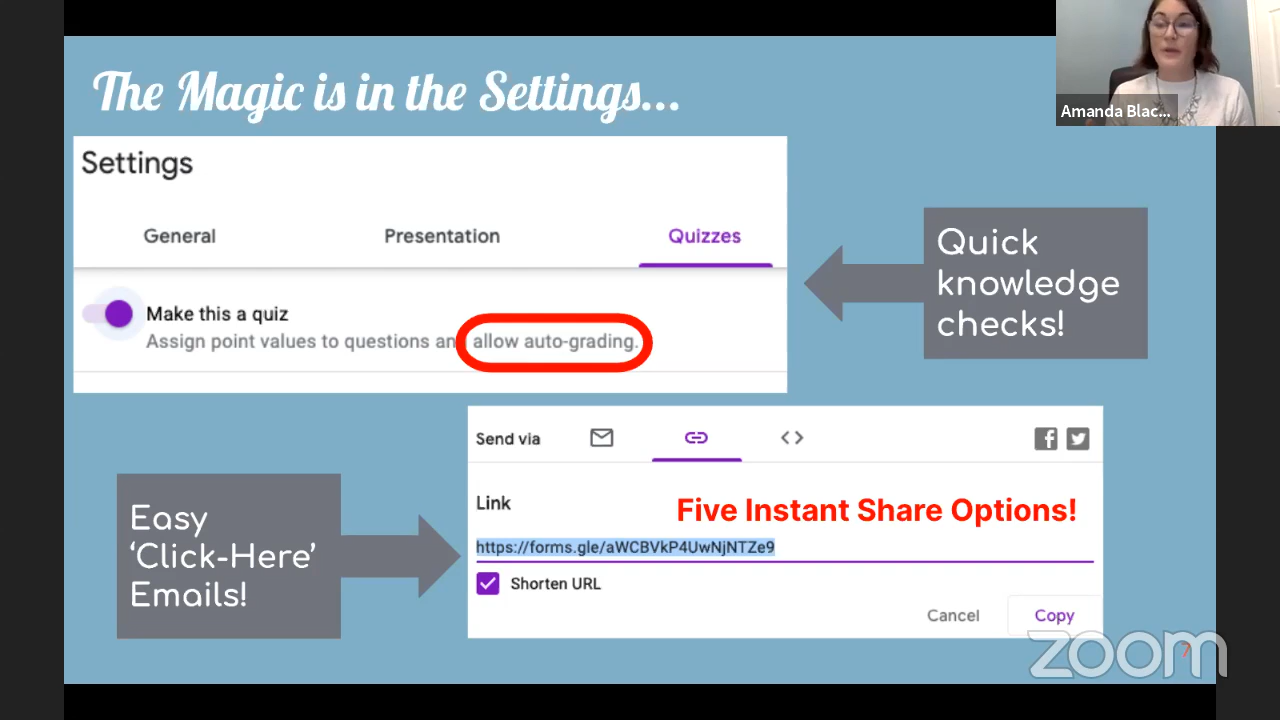 The Magic is in the Settings...
Amanda Blac...
Settings
General
Presentation
Quizzes
Make this a quiz
Assign point values to questions an
allow auto-grading.
Quick
knowledge
checks!
Send via
Link
Five Instant Share Options!
https://forms.gle/aWCBVkP4UwNjNTZe9
Shorten URL
Cancel
Copy
Easy
‘Click-Here’
Emails!
zoom
7